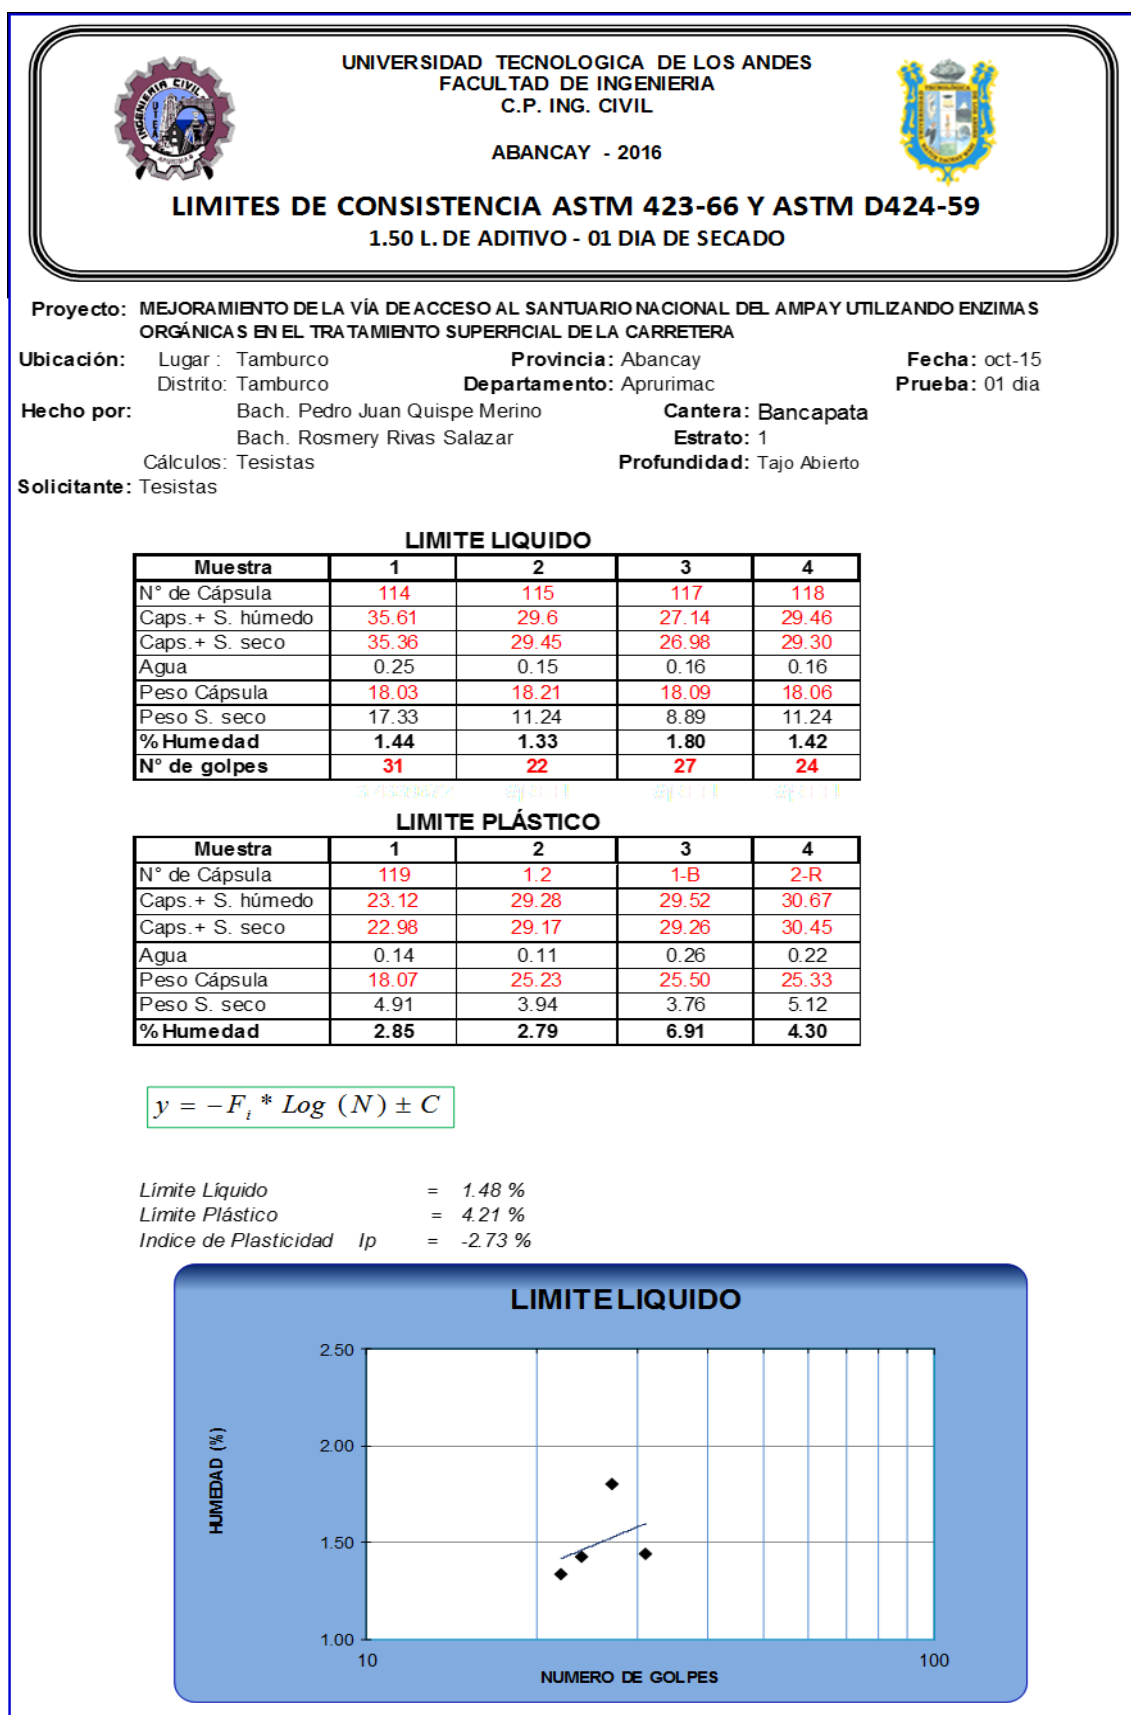 UNIVERSIDAD TECNOLOGICA DE LOS ANDES
FACULTAD DE INGENIERIA
C.P. ING. CIVIL
ABANCAY - 2016
INGENIERIA CIVIL
UTEA
LIMITES DE CONSISTENCIA ASTM 423-66 Y ASTM D424-59
1.50 L. DE ADITIVO - 01 DIA DE SECADO
Proyecto: MEJORAMIENTO DE LA VÍA DE ACCESO AL SANTUARIO NACIONAL DEL AMPAY UTILIZANDO ENZIMAS
ORGÁNICAS EN EL TRATAMIENTO SUPERFICIAL DE LA CARRETERA
Ubicación: Lugar : Tamburco Provincia: Abancay Fecha: oct-15
Distrito: Tamburco Departamento: Aprurimac Prueba: 01 dia
Hecho por: Bach. Pedro Juan Quispe Merino Cantera: Bancapata
Bach. Rosmery Rivas Salazar Estrato: 1
Cálculos: Tesistas Profundidad: Tajo Abierto
Solicitante: Tesistas
LIMITE LIQUIDO
Muestra 1 2 3 4
N° de Cápsula 114 115 117 118
Caps.+ S. húmedo 35.61 29.6 27.14 29.46
Caps.+ S. seco 35.36 29.45 26.98 29.30
Agua 0.25 0.15 0.16 0.16
Peso Cápsula 18.03 18.21 18.09 18.06
Peso S. seco 17.33 11.24 8.89 11.24
% Humedad 1.44 1.33 1.80 1.42
N° de golpes 31 22 27 24
LIMITE PLÁSTICO
Muestra 1 2 3 4
N° de Cápsula 119 1.2 1-B 2-R
Caps.+ S. húmedo 23.12 29.28 29.52 30.67
Caps.+ S. seco 22.98 29.17 29.26 30.45
Agua 0.14 0.11 0.26 0.22
Peso Cápsula 18.07 25.23 25.50 25.33
Peso S. seco 4.91 3.94 3.76 5.12
% Humedad 2.85 2.79 6.91 4.30
y = −F_i * Log (N) ± C
Límite Líquido = 1.48 %
Límite Plástico = 4.21 %
Indice de Plasticidad Ip = -2.73 %
LIMITE LIQUIDO
2.50
2.00
1.50
1.00
HUMEDAD (%)
10 100
NUMERO DE GOLPES